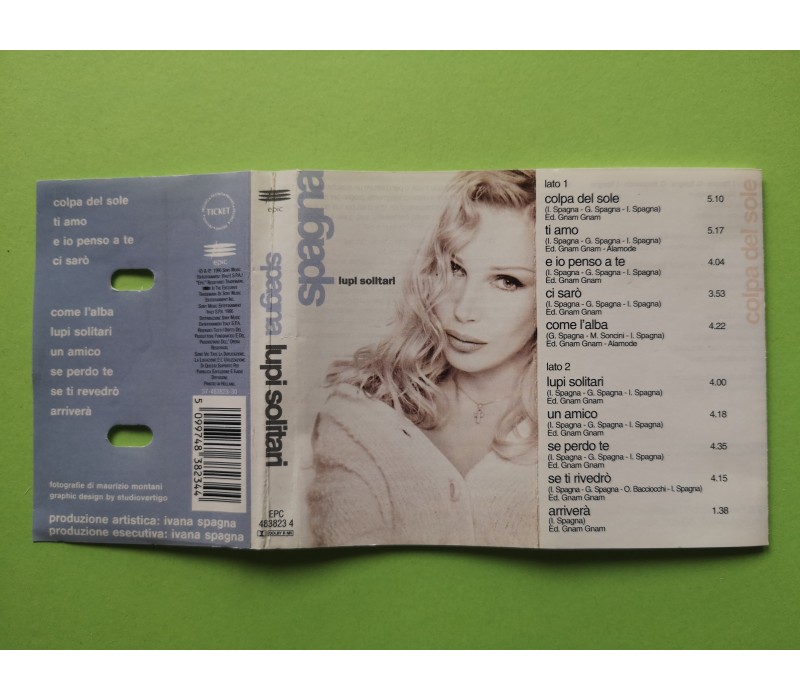 colpa del sole
ti amo
e io penso a te
ci sarò
come l'alba
lupi solitari
un amico
se perdo te
se ti rivedrò
arriverà
fotografie di maurizio montani
graphic design by studiovertigo
produzione artistica: ivana spagna
produzione esecutiva: ivana spagna
TICKET
epic
5 099748 382344
epic
spagna lupi solitari
EPC
483823 4
DOLBY B NR
spagna
lupi solitari
lato 1
colpa del sole 5.10
(I. Spagna - G. Spagna - I. Spagna)
Ed. Gnam Gnam
ti amo 5.17
(I. Spagna - G. Spagna - I. Spagna)
Ed. Gnam Gnam - Alamode
e io penso a te 4.04
(I. Spagna - G. Spagna - I. Spagna)
Ed. Gnam Gnam
ci sarò 3.53
(I. Spagna - G. Spagna - I. Spagna)
Ed. Gnam Gnam
come l'alba 4.22
(G. Spagna - M. Soncini - I. Spagna)
Ed. Gnam Gnam - Alamode
lato 2
lupi solitari 4.00
(I. Spagna - G. Spagna - I. Spagna)
Ed. Gnam Gnam
un amico 4.18
(I. Spagna - G. Spagna - I. Spagna)
Ed. Gnam Gnam
se perdo te 4.35
(I. Spagna - G. Spagna - I. Spagna)
Ed. Gnam Gnam
se ti rivedrò 4.15
(I. Spagna - G. Spagna - O. Bacciocchi - I. Spagna)
Ed. Gnam Gnam
arriverà 1.38
(I. Spagna)
Ed. Gnam Gnam
colpa del sole